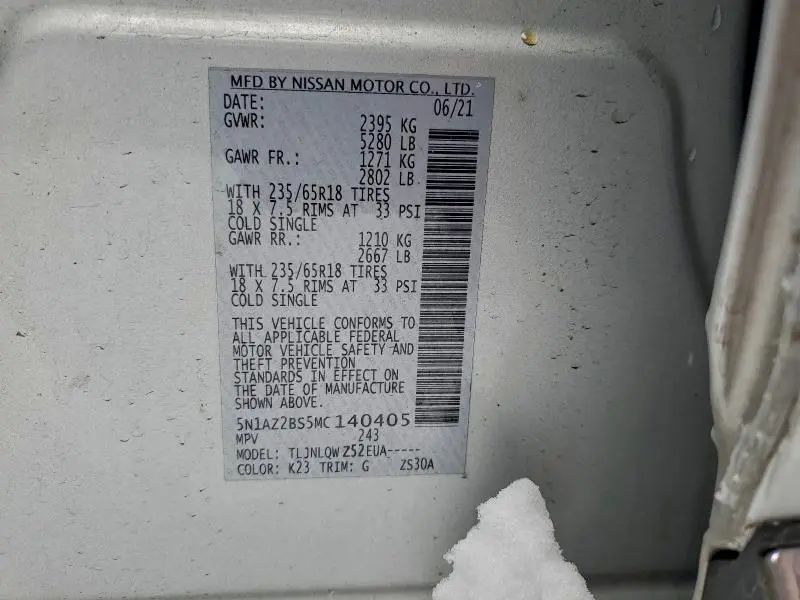 MFD BY NISSAN MOTOR CO., LTD.
DATE: 06/21
GVWR: 2395 KG
5280 LB
GAWR FR.: 1271 KG
2802 LB
WITH 235/65R18 TIRES
18 X 7.5 RIMS AT 33 PSI
COLD SINGLE
GAWR RR.: 1210 KG
2667 LB
WITH 235/65R18 TIRES
18 X 7.5 RIMS AT 33 PSI
COLD SINGLE
THIS VEHICLE CONFORMS TO
ALL APPLICABLE FEDERAL
MOTOR VEHICLE SAFETY AND
THEFT PREVENTION
STANDARDS IN EFFECT ON
THE DATE OF MANUFACTURE
SHOWN ABOVE.
5N1AZ2BS5MC140405
MPV 243
MODEL: TLJNLQW Z52EUA-----
COLOR: K23 TRIM: G ZS30A